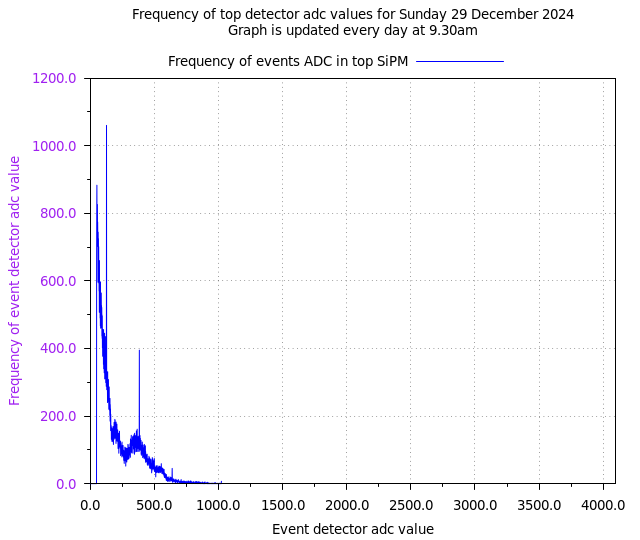 Frequency of top detector adc values for Sunday 29 December 2024
Graph is updated every day at 9.30am
Frequency of events ADC in top SiPM
1200.0
1000.0
800.0
600.0
400.0
200.0
0.0
Frequency of event detector adc value
0.0 500.0 1000.0 1500.0 2000.0 2500.0 3000.0 3500.0 4000.0
Event detector adc value